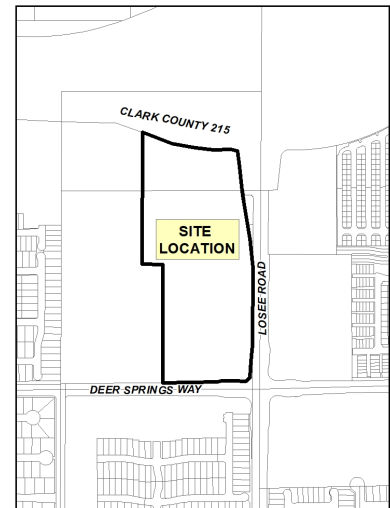 CLARK COUNTY 215
SITE
LOCATION
LOSEE ROAD
DEER SPRINGS WAY